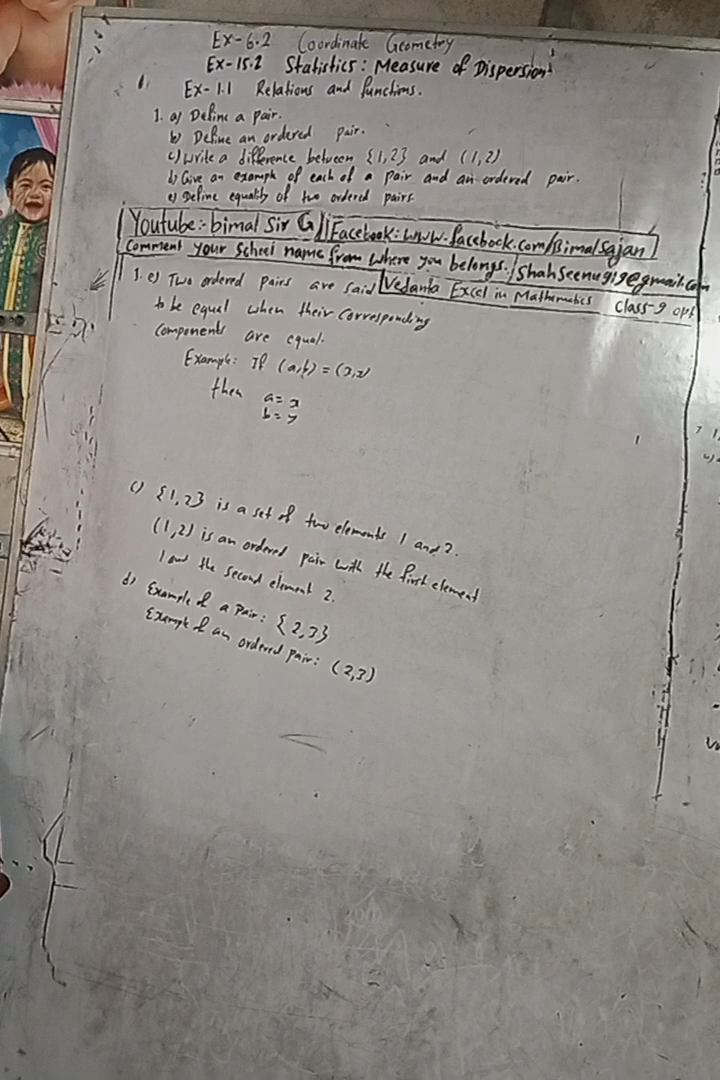 Ex-6.2 Coordinate Geometry
Ex-15.2 Statistics: Measure of Dispersion
Ex-1.1 Relations and functions.
1. a) Define a pair.
b) Define an ordered pair.
c) Write a difference between {1,2} and (1,2)
d) Give an example of each of a pair and an ordered pair.
e) Define equality of two ordered pairs.
Youtube:- bimal Sir G
Facebook: www.facebook.com/Bimalsajan
Comment your school name from where you belongs.
Shahseenu919@gmail.com
Vedanta Excel in Mathematics Class-9 opt
1. e) Two ordered pairs are said
to be equal when their corresponding
components are equal.
Example: If (a,b) = (x,y)
then a = x
b = y
c) {1,2} is a set of two elements 1 and 2.
(1,2) is an ordered pair with the first element
1 and the second element 2.
d) Example of a pair: {2,3}
Example of an ordered pair: (2,3)